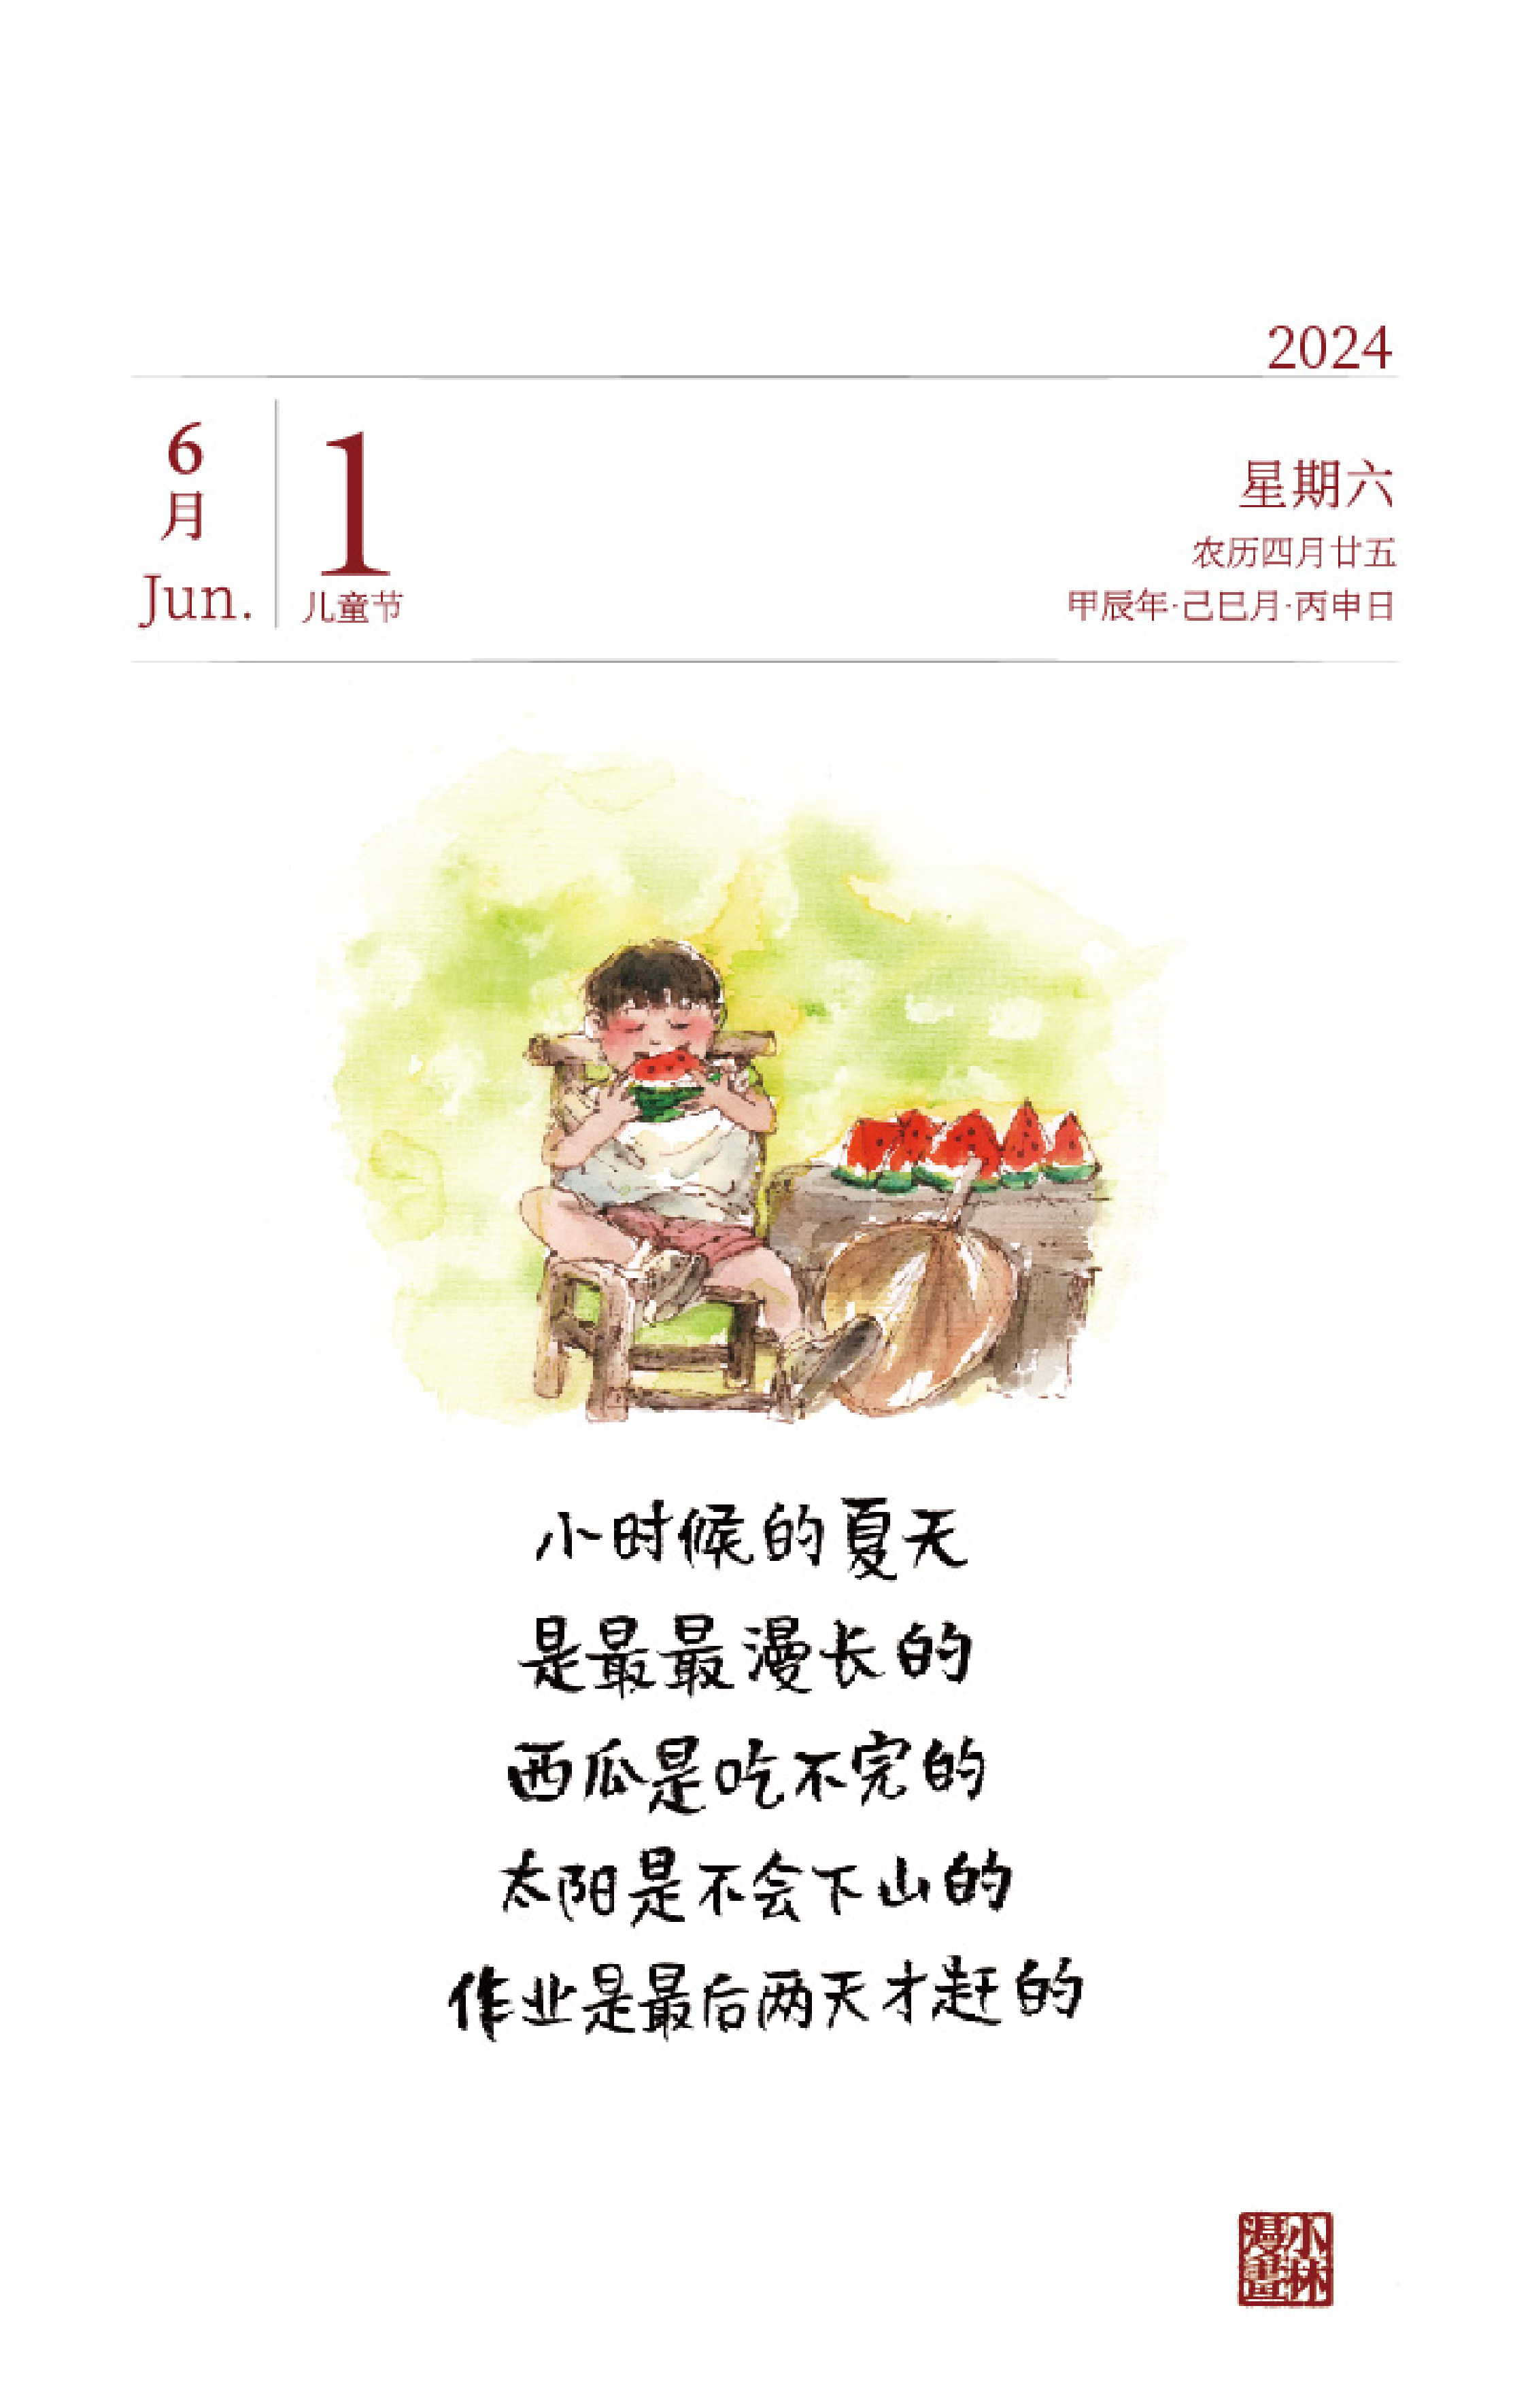 2024
6
月
Jun.
1
儿童节
星期六
农历四月廿五
甲辰年·己巳月·丙申日
小时候的夏天
是最最漫长的
西瓜是吃不完的
太阳是不会下山的
作业是最后两天才赶的
小林
漫畫